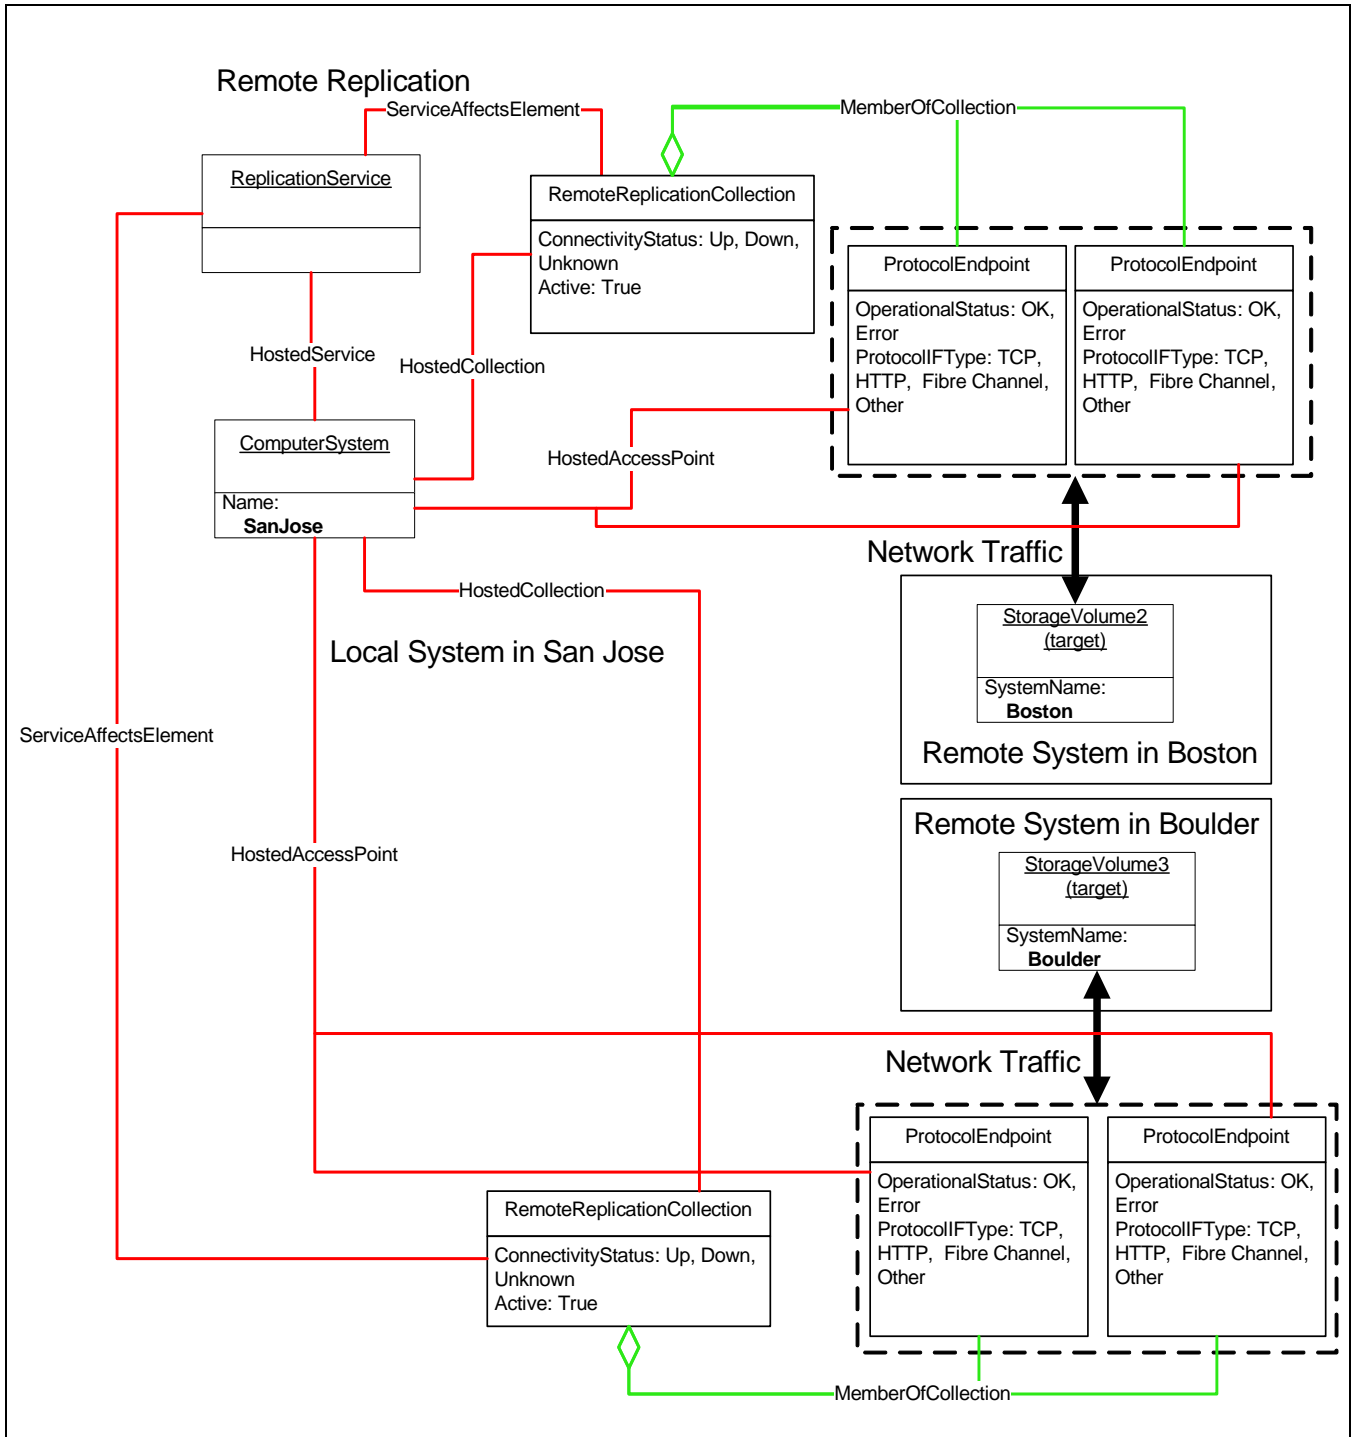 Remote Replication
ServiceAffectsElement
MemberOfCollection
ReplicationService
RemoteReplicationCollection
ConnectivityStatus: Up, Down,
Unknown
Active: True
ProtocolEndpoint
OperationalStatus: OK,
Error
ProtocolIFType: TCP,
HTTP, Fibre Channel,
Other
ProtocolEndpoint
OperationalStatus: OK,
Error
ProtocolIFType: TCP,
HTTP, Fibre Channel,
Other
HostedService
HostedCollection
ComputerSystem
Name:
SanJose
HostedAccessPoint
Network Traffic
HostedCollection
Local System in San Jose
StorageVolume2
(target)
SystemName:
Boston
Remote System in Boston
ServiceAffectsElement
Remote System in Boulder
StorageVolume3
(target)
SystemName:
Boulder
HostedAccessPoint
Network Traffic
ProtocolEndpoint
OperationalStatus: OK,
Error
ProtocolIFType: TCP,
HTTP, Fibre Channel,
Other
ProtocolEndpoint
OperationalStatus: OK,
Error
ProtocolIFType: TCP,
HTTP, Fibre Channel,
Other
RemoteReplicationCollection
ConnectivityStatus: Up, Down,
Unknown
Active: True
MemberOfCollection